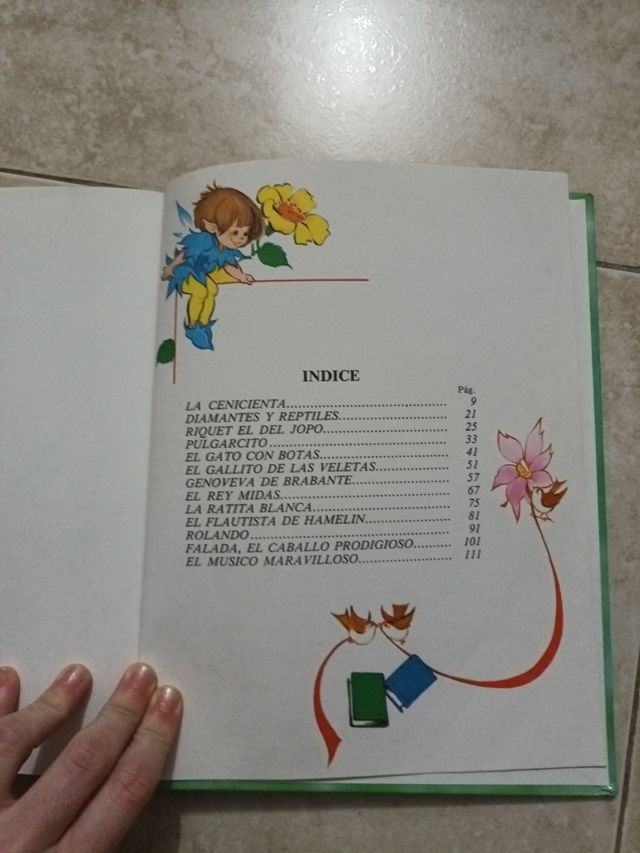 INDICE
Pág.
LA CENICIENTA........................................ 9
DIAMANTES Y REPTILES........................... 21
RIQUET EL DEL JOPO............................... 25
PULGARCITO........................................... 33
EL GATO CON BOTAS................................ 41
EL GALLITO DE LAS VELETAS.................. 51
GENOVEVA DE BRABANTE........................ 57
EL REY MIDAS.......................................... 67
LA RATITA BLANCA.................................. 75
EL FLAUTISTA DE HAMELIN..................... 81
ROLANDO................................................ 91
FALADA, EL CABALLO PRODIGIOSO......... 101
EL MUSICO MARAVILLOSO....................... 111